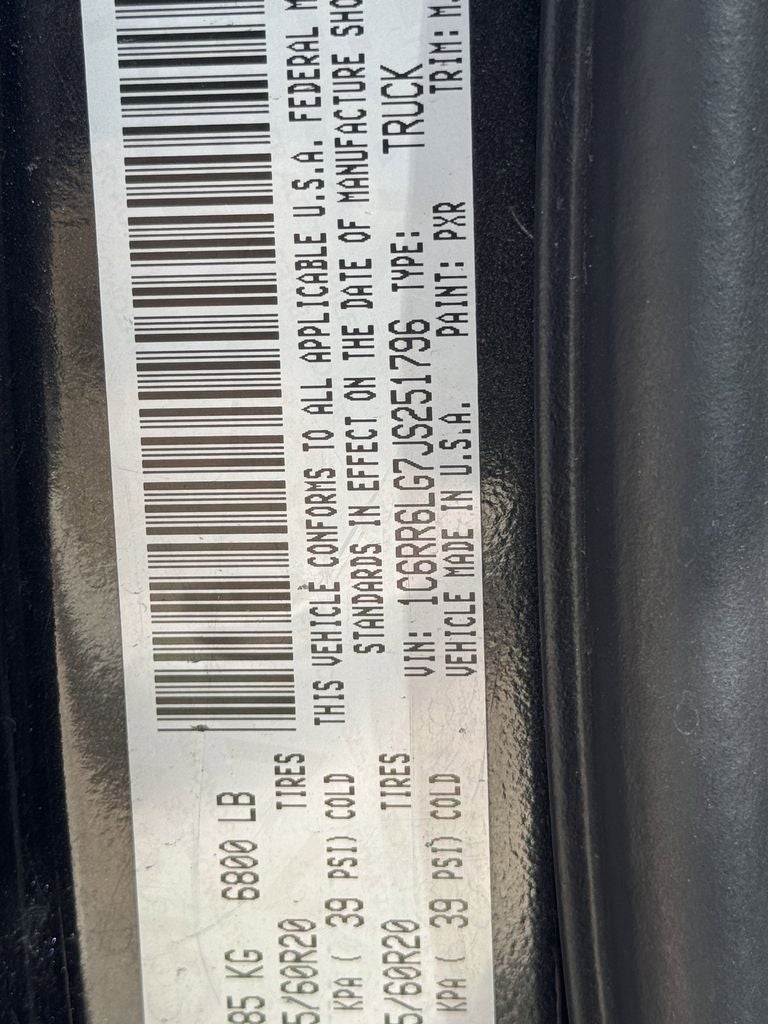 85 KG 6800 LB
5/60R20 TIRES
KPA ( 39 PSI) COLD
5/60R20 TIRES
KPA ( 39 PSI) COLD
THIS VEHICLE CONFORMS TO ALL APPLICABLE U.S.A. FEDERAL M
STANDARDS IN EFFECT ON THE DATE OF MANUFACTURE SHO
VIN: 1C6RR6LG7JS251796 TYPE: TRUCK
VEHICLE MADE IN U.S.A. PAINT: PXR TRIM: M.